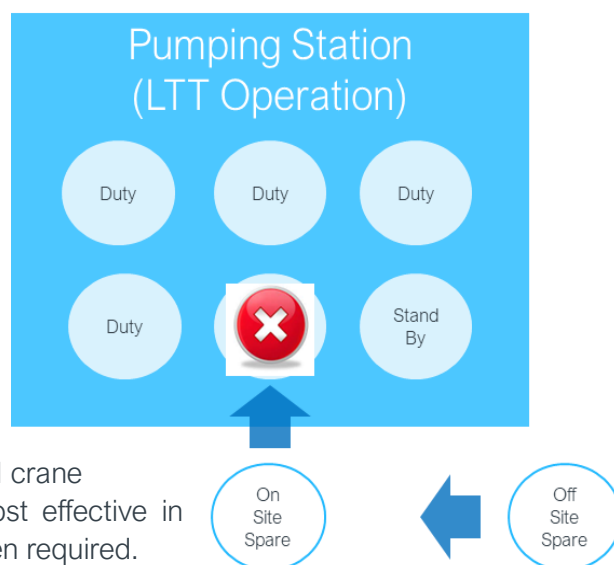 Pumping Station
(LTT Operation)
Duty
Duty
Duty
Duty
Stand
By
crane
ost effective in
en required.
On
Site
Spare
Off
Site
Spare